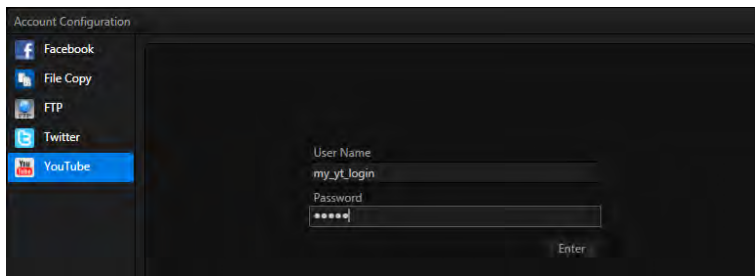 Account Configuration
Facebook
File Copy
FTP
Twitter
YouTube
User Name
my_yt_login
Password
•••••
Enter